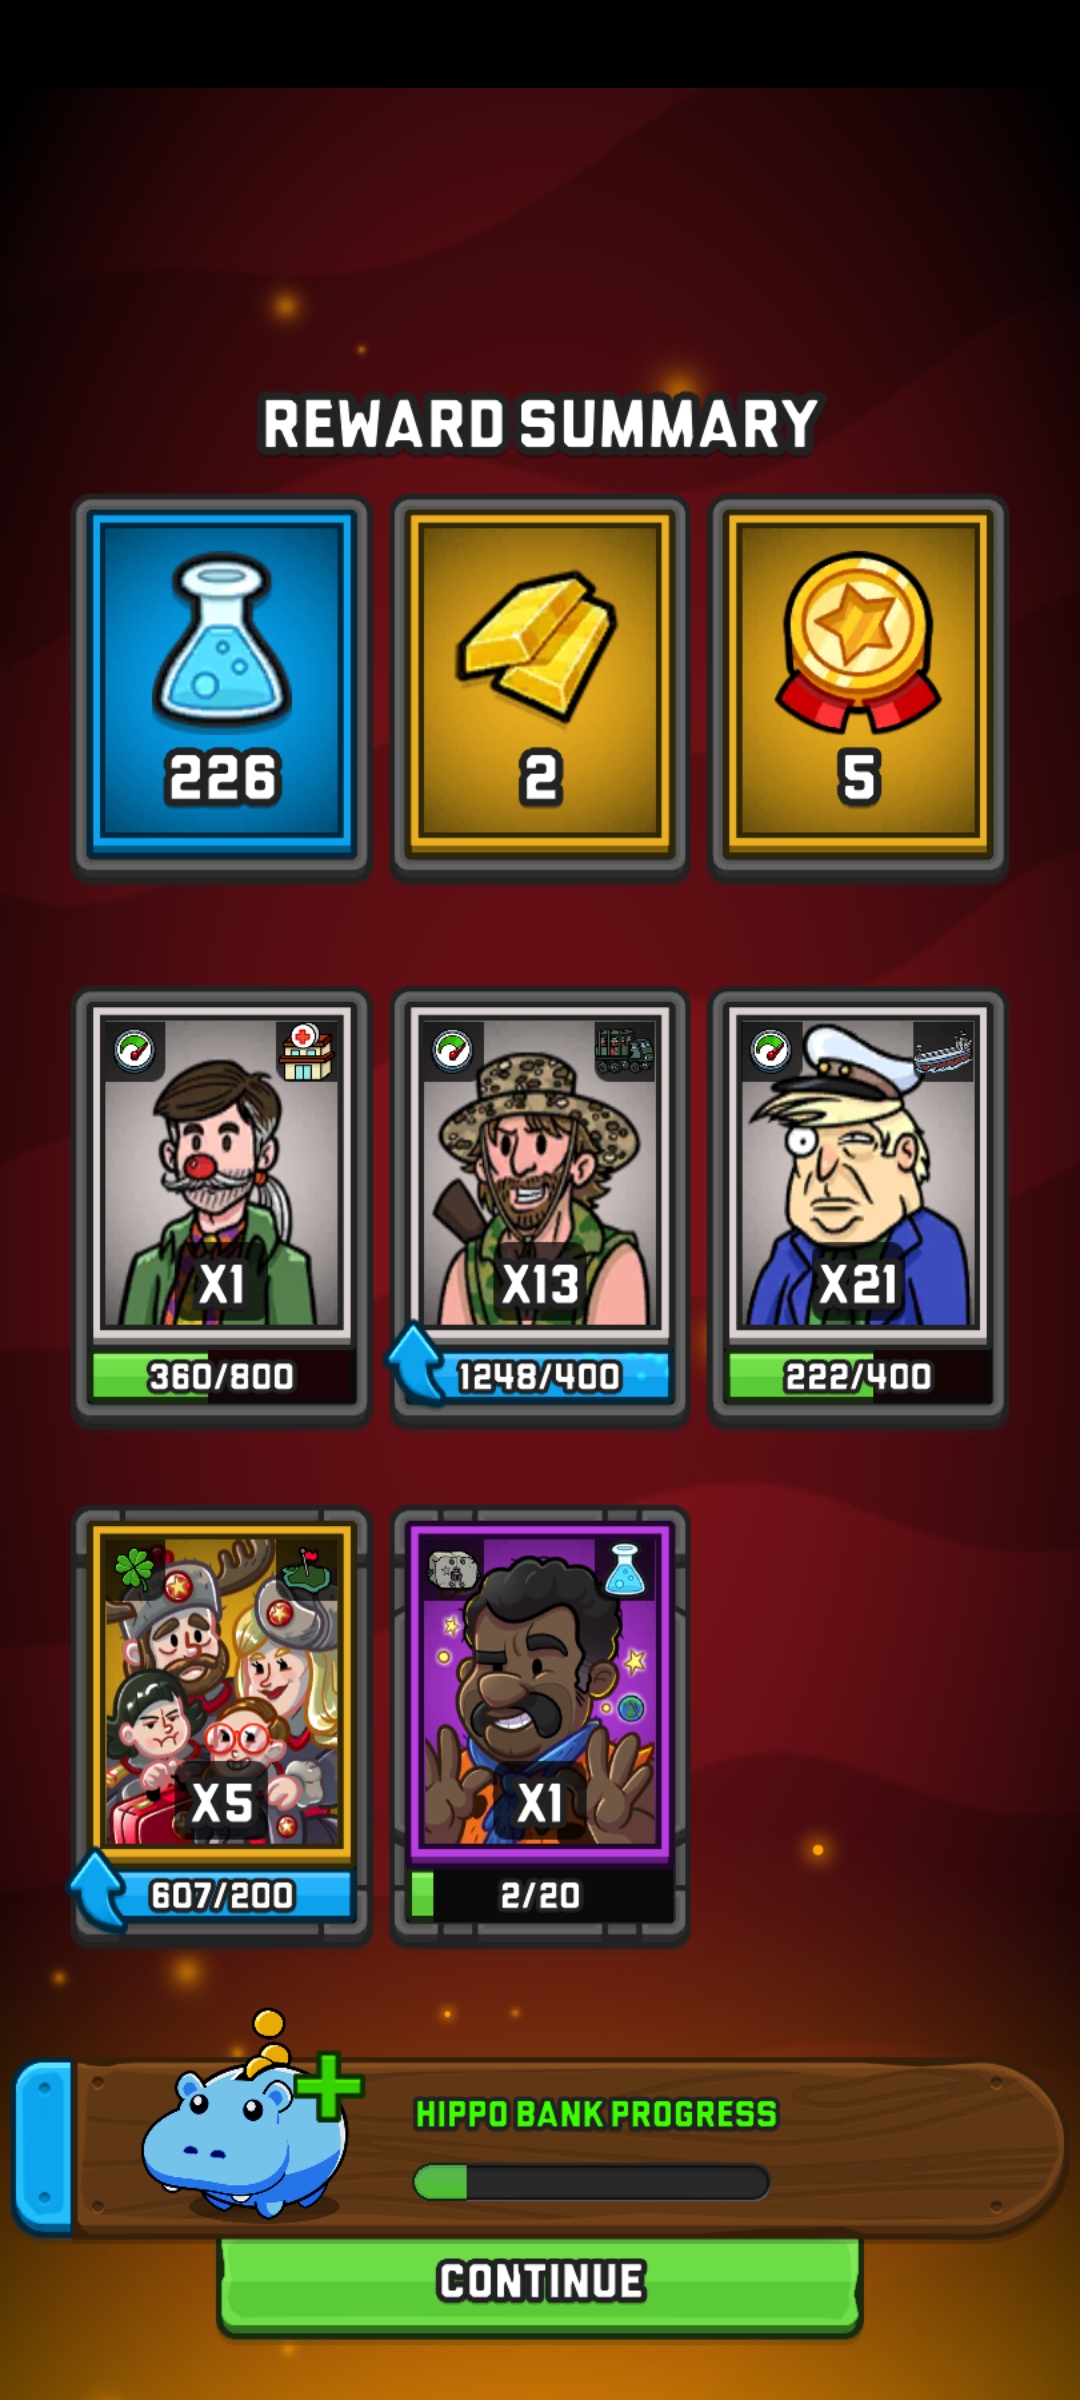 REWARD SUMMARY
226
2
5
X1
X13
X21
360/800
1248/400
222/400
X5
X1
607/200
2/20
HIPPO BANK PROGRESS
CONTINUE